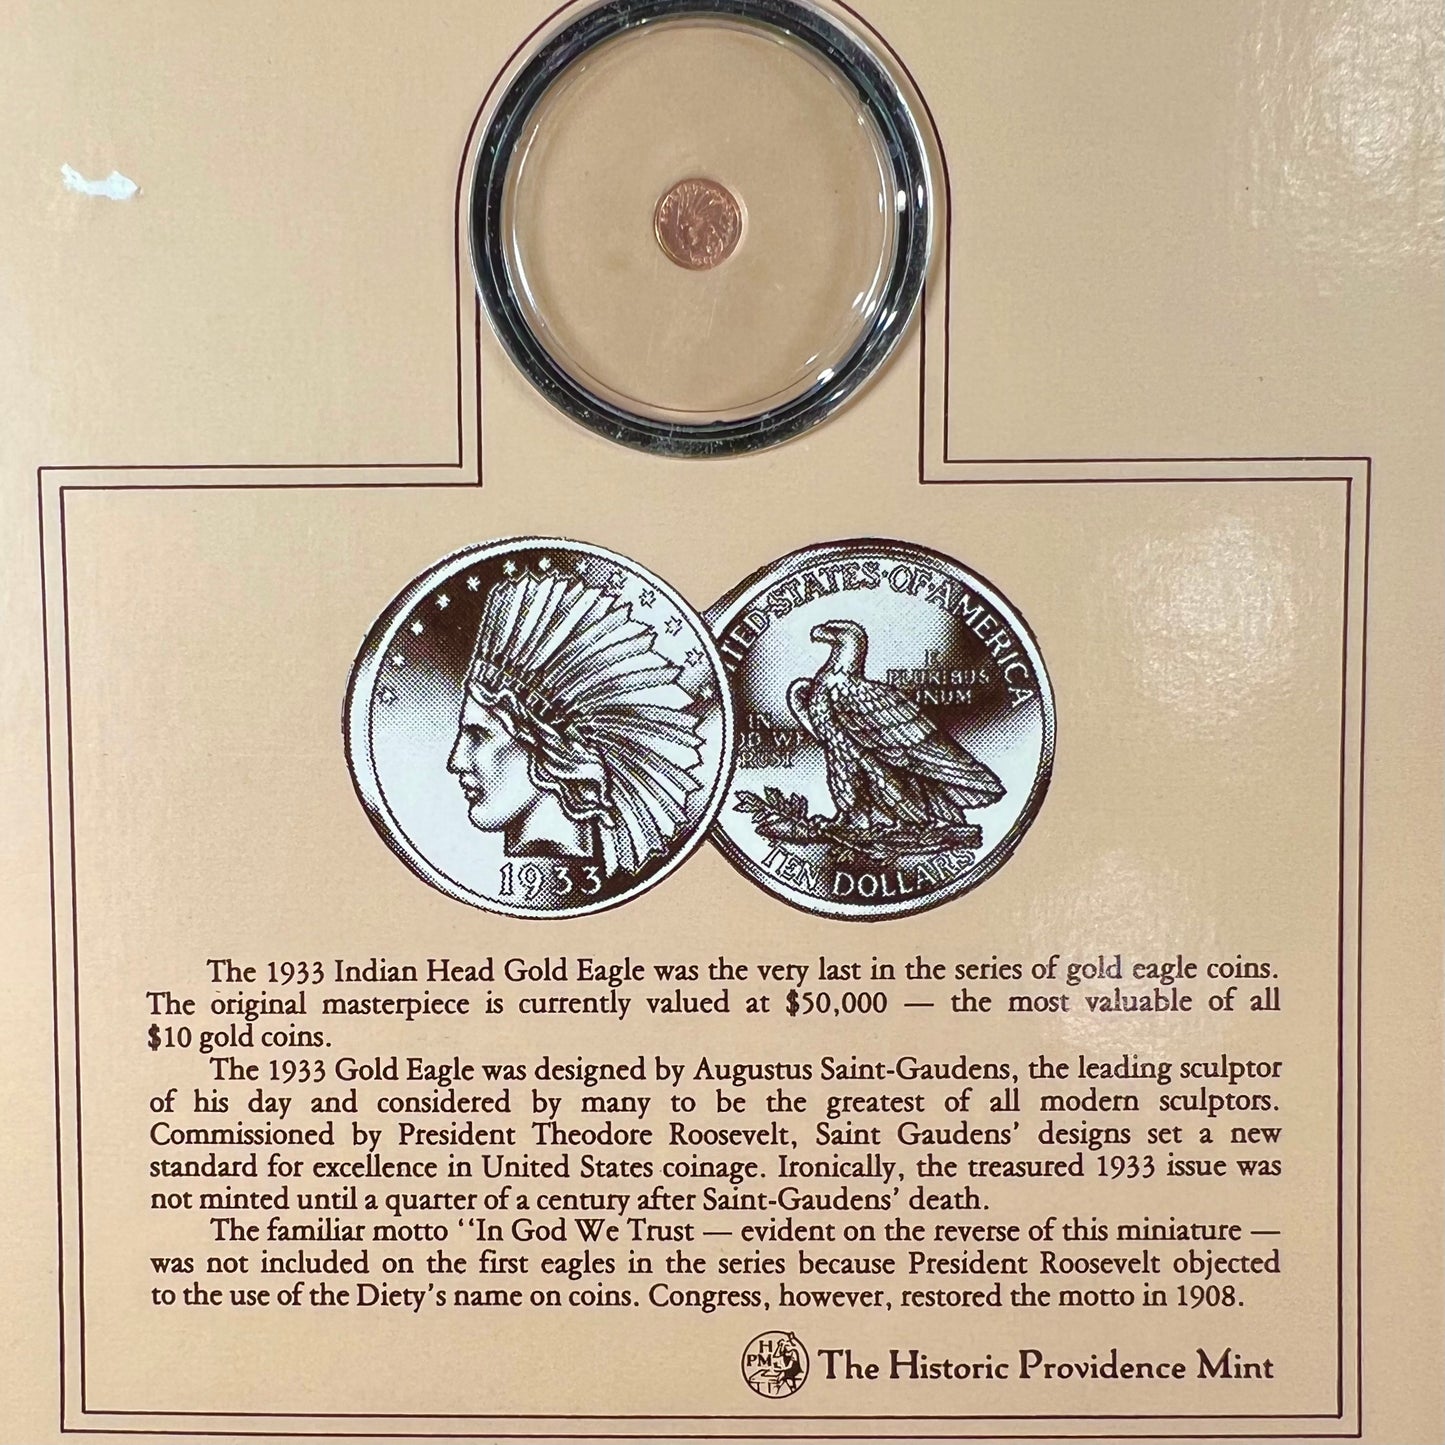 1933
UNITED·STATES·OF·AMERICA
E
PLURIBUS
UNUM
IN
TEN DOLLARS
The 1933 Indian Head Gold Eagle was the very last in the series of gold eagle coins.
The original masterpiece is currently valued at $50,000 — the most valuable of all
$10 gold coins.
The 1933 Gold Eagle was designed by Augustus Saint-Gaudens, the leading sculptor
of his day and considered by many to be the greatest of all modern sculptors.
Commissioned by President Theodore Roosevelt, Saint Gaudens’ designs set a new
standard for excellence in United States coinage. Ironically, the treasured 1933 issue was
not minted until a quarter of a century after Saint-Gaudens’ death.
The familiar motto ‘‘In God We Trust — evident on the reverse of this miniature —
was not included on the first eagles in the series because President Roosevelt objected
to the use of the Diety’s name on coins. Congress, however, restored the motto in 1908.
H
PM
The Historic Providence Mint